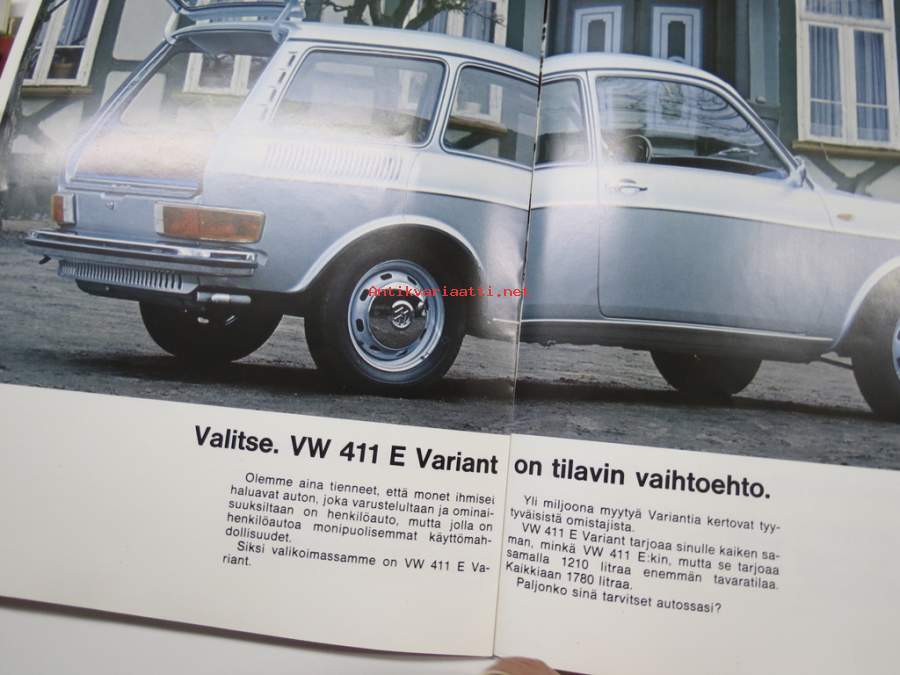 Antikvariaatti.net
Valitse. VW 411 E Variant on tilavin vaihtoehto.
Olemme aina tienneet, että monet ihmiset
haluavat auton, joka varustelultaan ja ominai-
suuksiltaan on henkilöauto, mutta jolla on
henkilöautoa monipuolisemmat käyttömah-
dollisuudet.
Siksi valikoimassamme on VW 411 E Va-
riant.
Yli miljoona myytyä Variantia kertovat tyy-
tyväisistä omistajista.
VW 411 E Variant tarjoaa sinulle kaiken sa-
man, minkä VW 411 E:kin, mutta se tarjoaa
samalla 1210 litraa enemmän tavaratilaa.
Kaikkiaan 1780 litraa.
Paljonko sinä tarvitset autossasi?